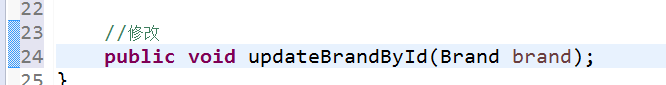 22
23 //修改
24 public void updateBrandById(Brand brand);
25 }